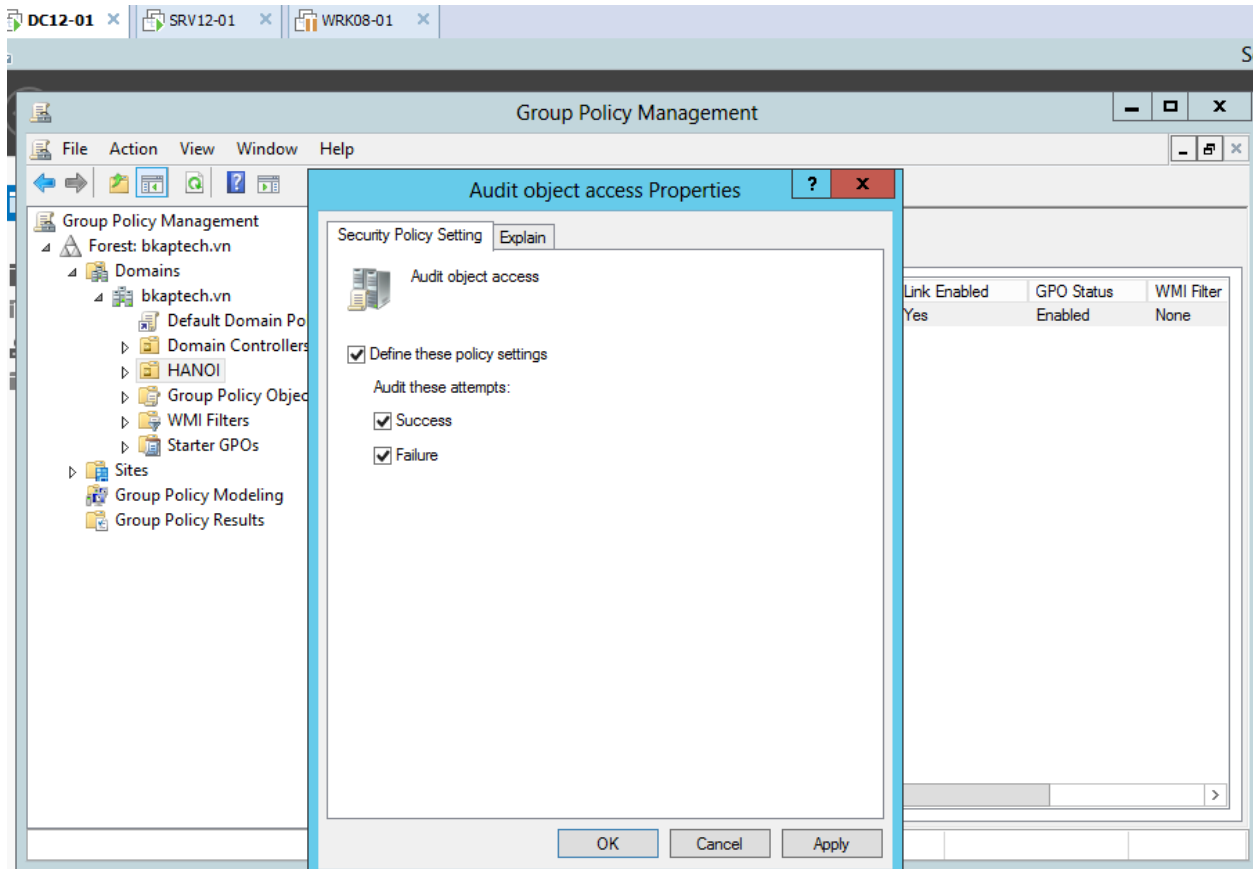 DC12-01
SRV12-01
WRK08-01
Group Policy Management
File Action View Window Help
Audit object access Properties
Group Policy Management
Forest: bkaptech.vn
Domains
bkaptech.vn
Default Domain Po
Domain Controllers
HANOI
Group Policy Objec
WMI Filters
Starter GPOs
Sites
Group Policy Modeling
Group Policy Results
Security Policy Setting
Explain
Audit object access
Define these policy settings
Audit these attempts:
Success
Failure
OK
Cancel
Apply
Link Enabled GPO Status WMI Filter
Yes Enabled None